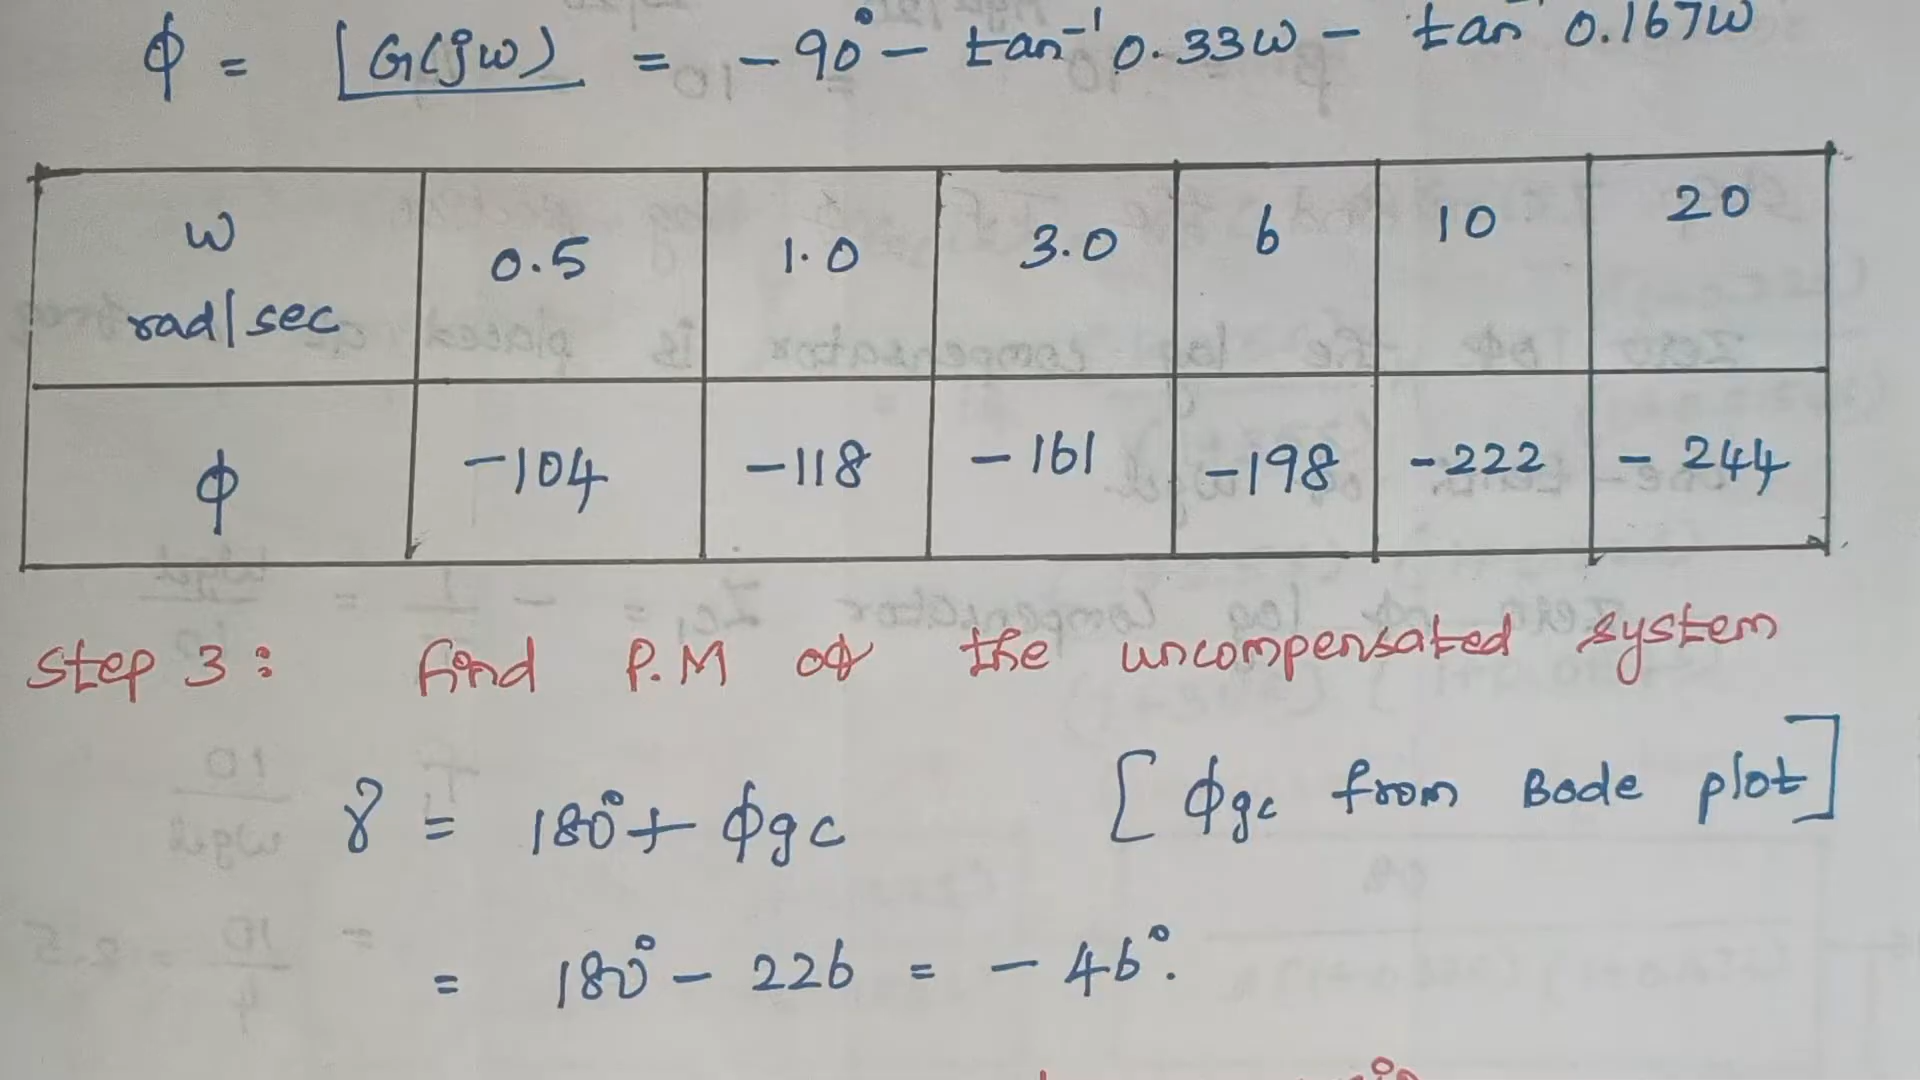 ϕ = ∠G(jω) = -90° - tan⁻¹ 0.33ω - tan⁻¹ 0.167ω
ω rad/sec 0.5 1.0 3.0 6 10 20
ϕ -104 -118 -161 -198 -222 -244
Step 3: Find P.M of the uncompensated system
γ = 180° + ϕgc [ϕgc from Bode plot]
= 180° - 226 = -46°.